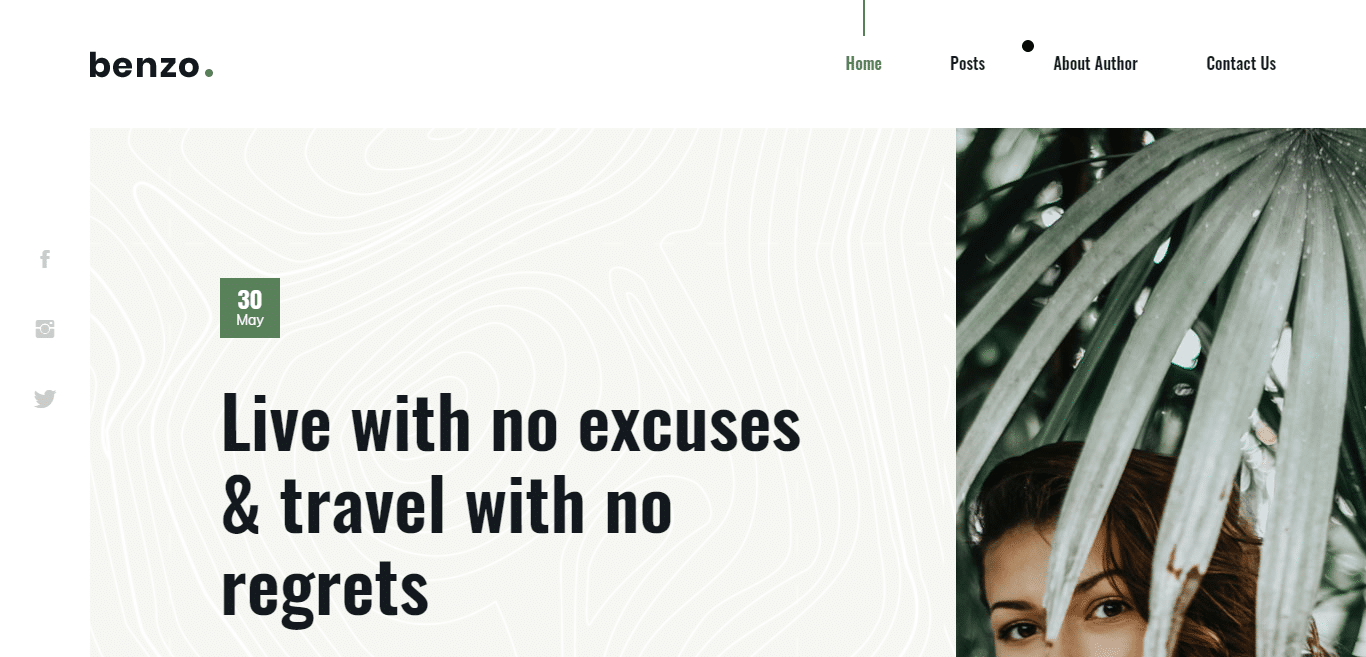 benzo.
Home Posts About Author Contact Us
30
May
Live with no excuses
& travel with no
regrets